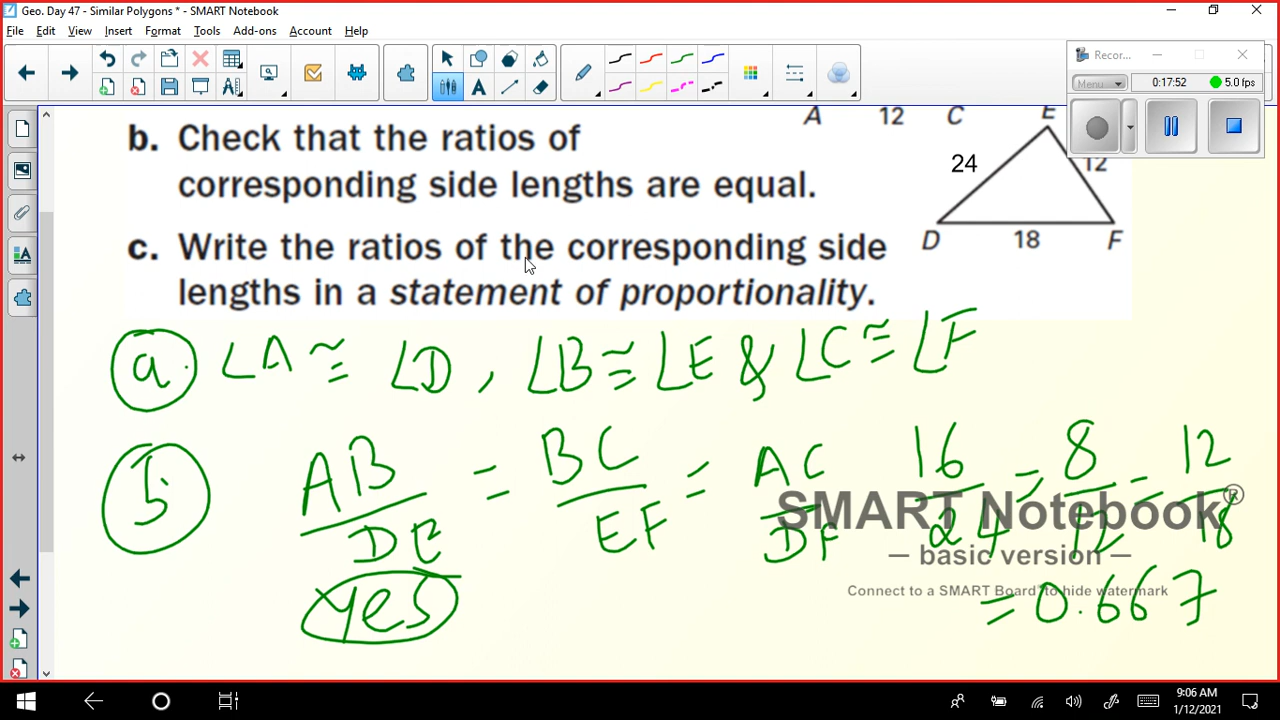 Geo. Day 47 - Similar Polygons * - SMART Notebook
File Edit View Insert Format Tools Add-ons Account Help
Recor...
Menu
0:17:52
5.0 fps
A 12 C E
b. Check that the ratios of
corresponding side lengths are equal.
24
12
c. Write the ratios of the corresponding side
lengths in a statement of proportionality.
D 18 F
a. ∠A ≅ ∠D, ∠B ≅ ∠E & ∠C ≅ ∠F
b AB/DE = BC/EF = AC/DF 16/24 = 8/12 = 12/18
yes
= 0.667
SMART Notebook®
— basic version —
Connect to a SMART Board to hide watermark
9:06 AM
1/12/2021